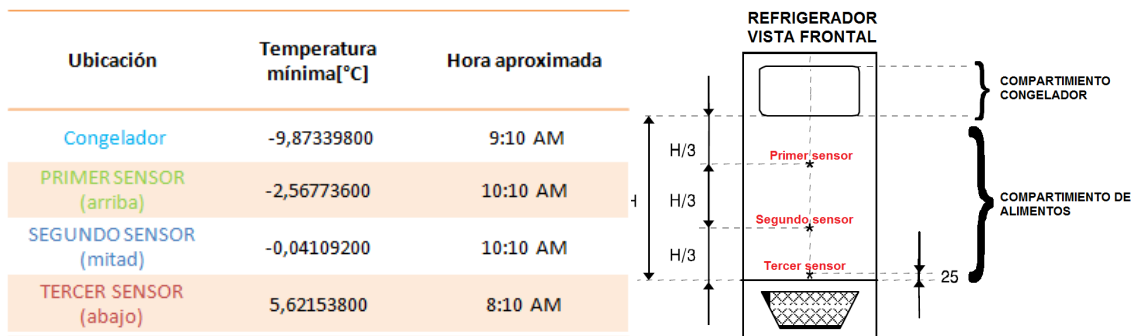 Ubicación
Temperatura
mínima[°C]
Hora aproximada
Congelador
-9,87339800
9:10 AM
PRIMER SENSOR
(arriba)
-2,56773600
10:10 AM
SEGUNDO SENSOR
(mitad)
-0,04109200
10:10 AM
TERCER SENSOR
(abajo)
5,62153800
8:10 AM
REFRIGERADOR
VISTA FRONTAL
COMPARTIMIENTO
CONGELADOR
H/3
Primer sensor
H/3
COMPARTIMIENTO DE
ALIMENTOS
Segundo sensor
H/3
Tercer sensor
25